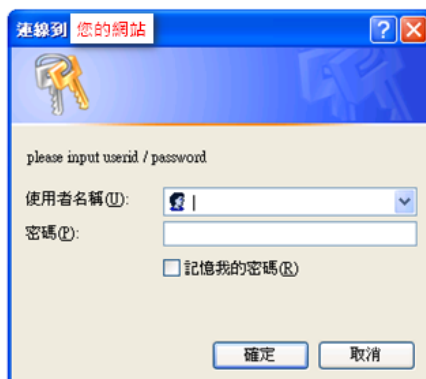 連線到 您的網站
please input userid / password
使用者名稱(U):
密碼(P):
記憶我的密碼(R)
確定 取消